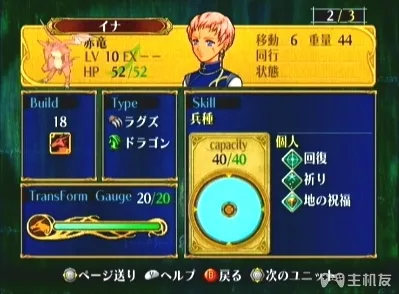 イナ
2/3
赤竜
LV 10 EX--
HP 52/52
移動 6 重量 44
同行
状態
Build
18
Type
ラグズ
ドラゴン
Skill
兵種
capacity
40/40
個人
回復
祈り
地の祝福
TransForm Gauge 20/20
ページ送り ヘルプ B 戻る 次のユニット
主机友